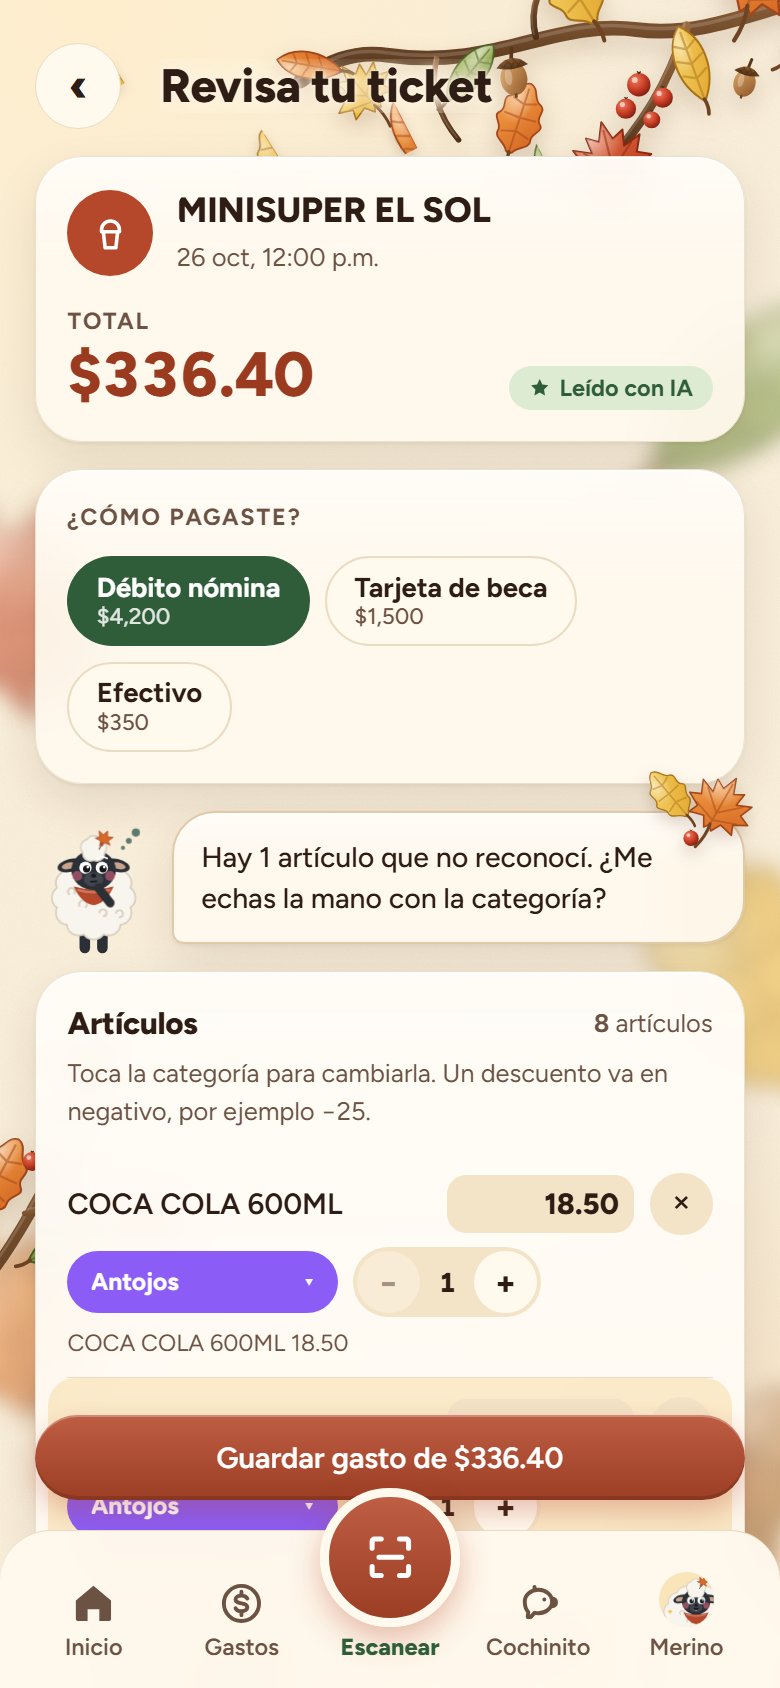 Revisa tu ticket
MINISUPER EL SOL
26 oct, 12:00 p.m.
TOTAL
$336.40
Leído con IA
¿CÓMO PAGASTE?
Débito nómina
$4,200
Tarjeta de beca
$1,500
Efectivo
$350
Hay 1 artículo que no reconocí. ¿Me
echas la mano con la categoría?
Artículos
8 artículos
Toca la categoría para cambiarla. Un descuento va en
negativo, por ejemplo −25.
COCA COLA 600ML
18.50
×
Antojos
− 1 +
COCA COLA 600ML 18.50
Guardar gasto de $336.40
Antojos
1 +
Inicio
Gastos
Escanear
Cochinito
Merino